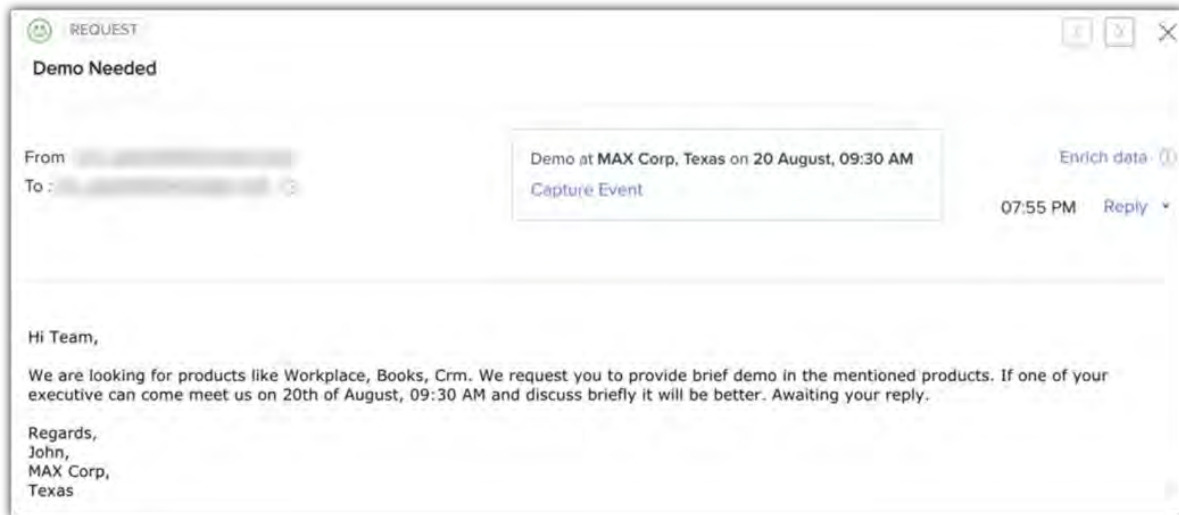 REQUEST
Demo Needed
From
To :
Demo at MAX Corp, Texas on 20 August, 09:30 AM
Capture Event
Enrich data
07:55 PM Reply
Hi Team,
We are looking for products like Workplace, Books, Crm. We request you to provide brief demo in the mentioned products. If one of your
executive can come meet us on 20th of August, 09:30 AM and discuss briefly it will be better. Awaiting your reply.
Regards,
John,
MAX Corp,
Texas